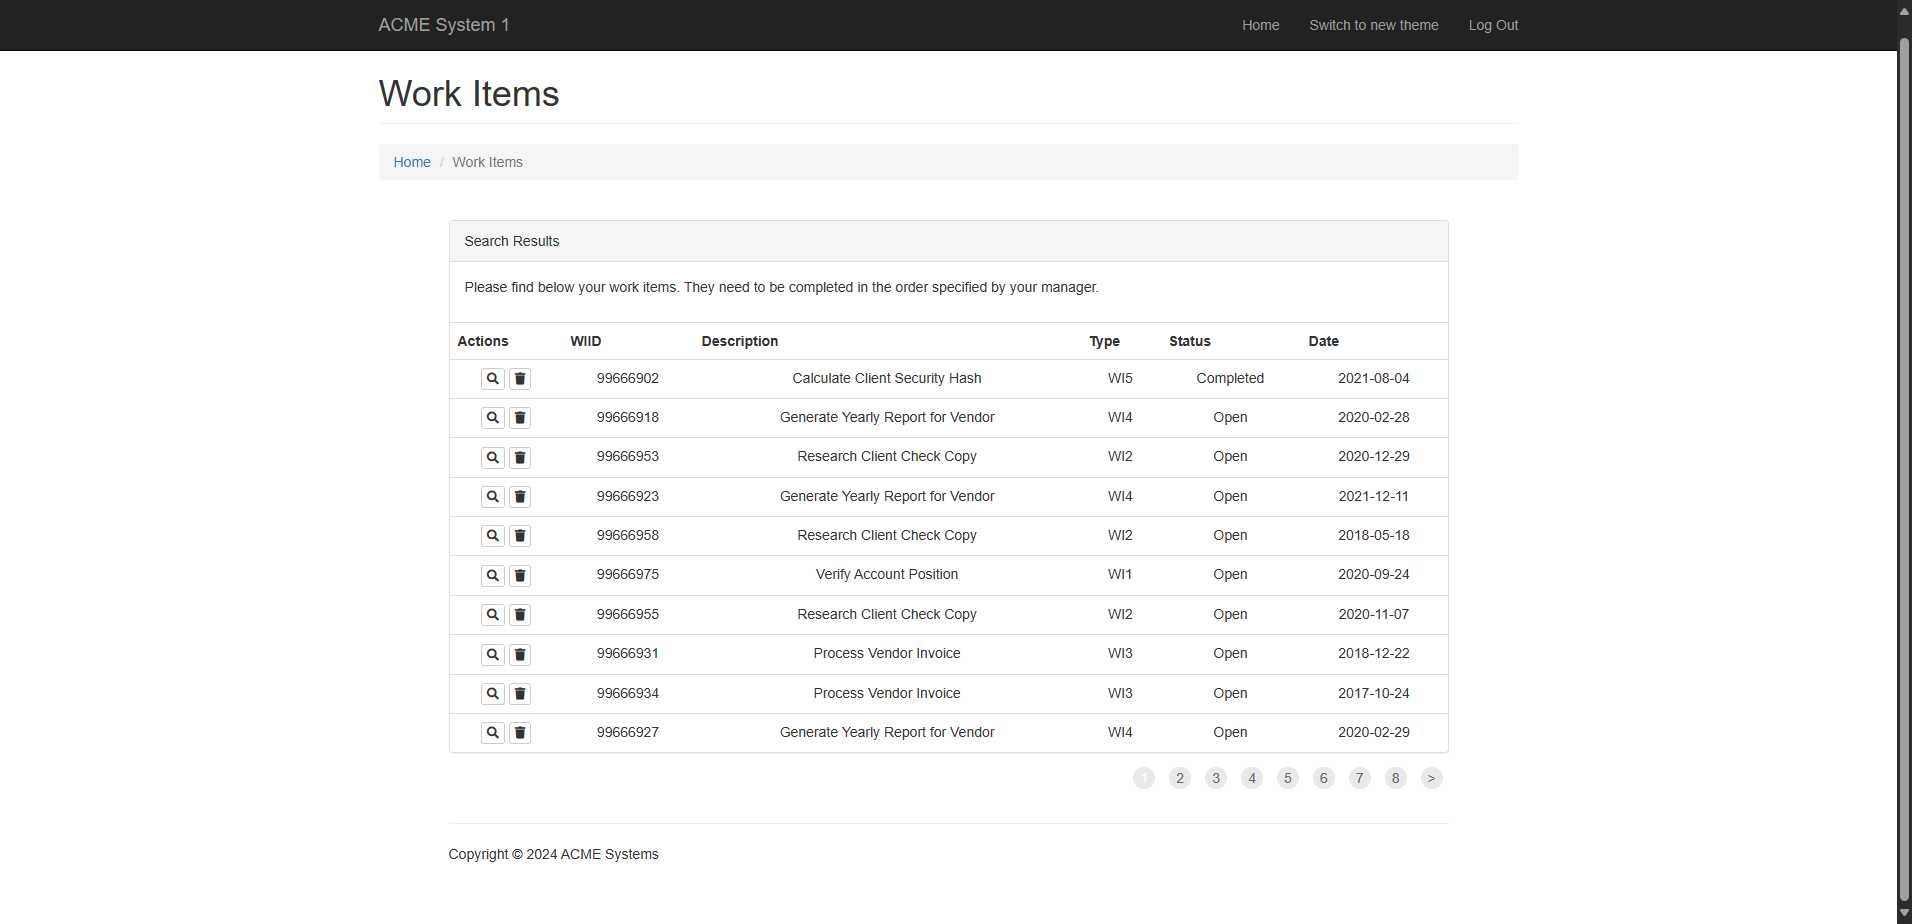 ACME System 1 Home Switch to new theme Log Out
Work Items
Home / Work Items
Search Results
Please find below your work items. They need to be completed in the order specified by your manager.
Actions WIID Description Type Status Date
99666902 Calculate Client Security Hash WI5 Completed 2021-08-04
99666918 Generate Yearly Report for Vendor WI4 Open 2020-02-28
99666953 Research Client Check Copy WI2 Open 2020-12-29
99666923 Generate Yearly Report for Vendor WI4 Open 2021-12-11
99666958 Research Client Check Copy WI2 Open 2018-05-18
99666975 Verify Account Position WI1 Open 2020-09-24
99666955 Research Client Check Copy WI2 Open 2020-11-07
99666931 Process Vendor Invoice WI3 Open 2018-12-22
99666934 Process Vendor Invoice WI3 Open 2017-10-24
99666927 Generate Yearly Report for Vendor WI4 Open 2020-02-29
1 2 3 4 5 6 7 8 >
Copyright © 2024 ACME Systems